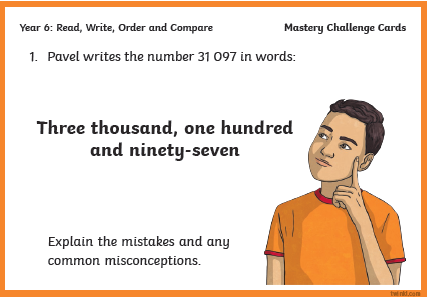 Year 6: Read, Write, Order and Compare
Mastery Challenge Cards
1. Pavel writes the number 31 097 in words:
Three thousand, one hundred
and ninety-seven
Explain the mistakes and any
common misconceptions.
twinkl.com